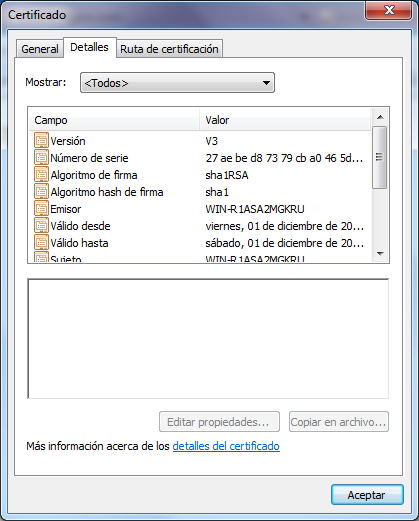 Certificado
General Detalles Ruta de certificación
Mostrar: <Todos>
Campo Valor
Versión V3
Número de serie 27 ae be d8 73 79 cb a0 46 5d...
Algoritmo de firma sha1RSA
Algoritmo hash de firma sha1
Emisor WIN-R1ASA2MGKRU
Válido desde viernes, 01 de diciembre de 20...
Válido hasta sábado, 01 de diciembre de 20...
Sujeto WIN-R1ASA2MGKRU
Editar propiedades... Copiar en archivo...
Más información acerca de los detalles del certificado
Aceptar